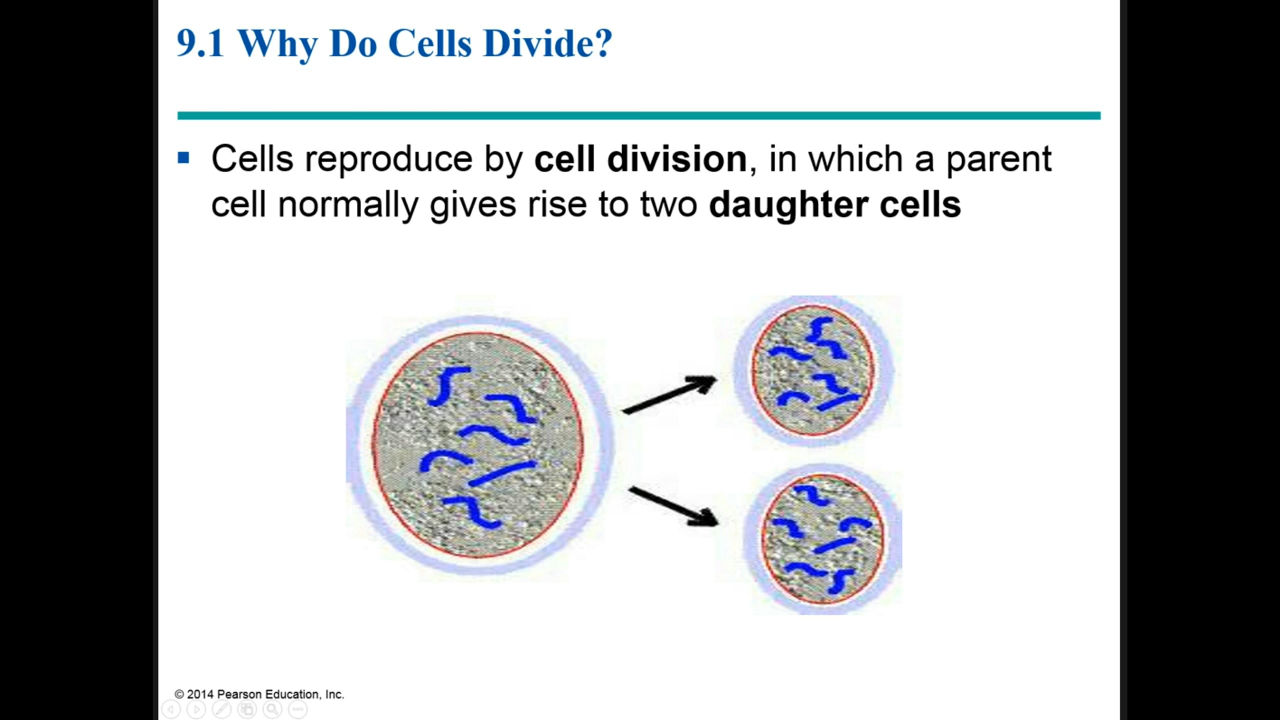 9.1 Why Do Cells Divide?
▪ Cells reproduce by cell division, in which a parent
cell normally gives rise to two daughter cells
© 2014 Pearson Education, Inc.